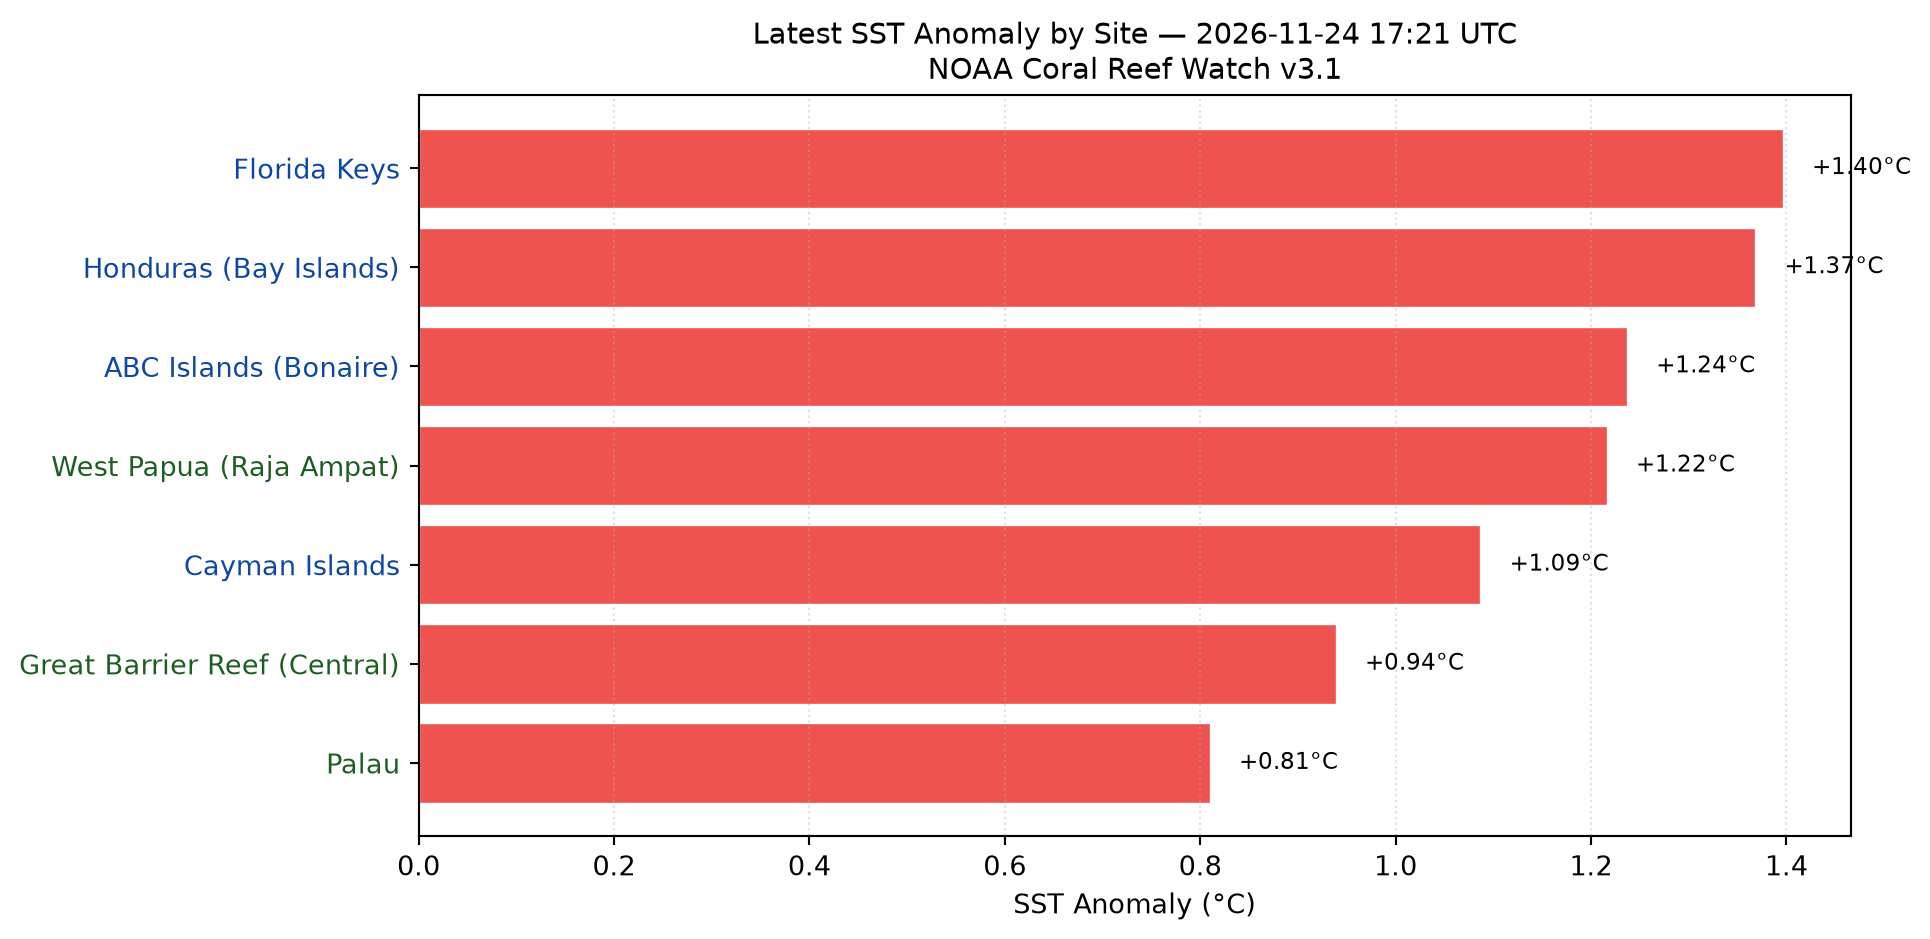 Latest SST Anomaly by Site — 2026-11-24 17:21 UTC
NOAA Coral Reef Watch v3.1
Florida Keys
+1.40°C
Honduras (Bay Islands)
+1.37°C
ABC Islands (Bonaire)
+1.24°C
West Papua (Raja Ampat)
+1.22°C
Cayman Islands
+1.09°C
Great Barrier Reef (Central)
+0.94°C
Palau
+0.81°C
0.0 0.2 0.4 0.6 0.8 1.0 1.2 1.4
SST Anomaly (°C)